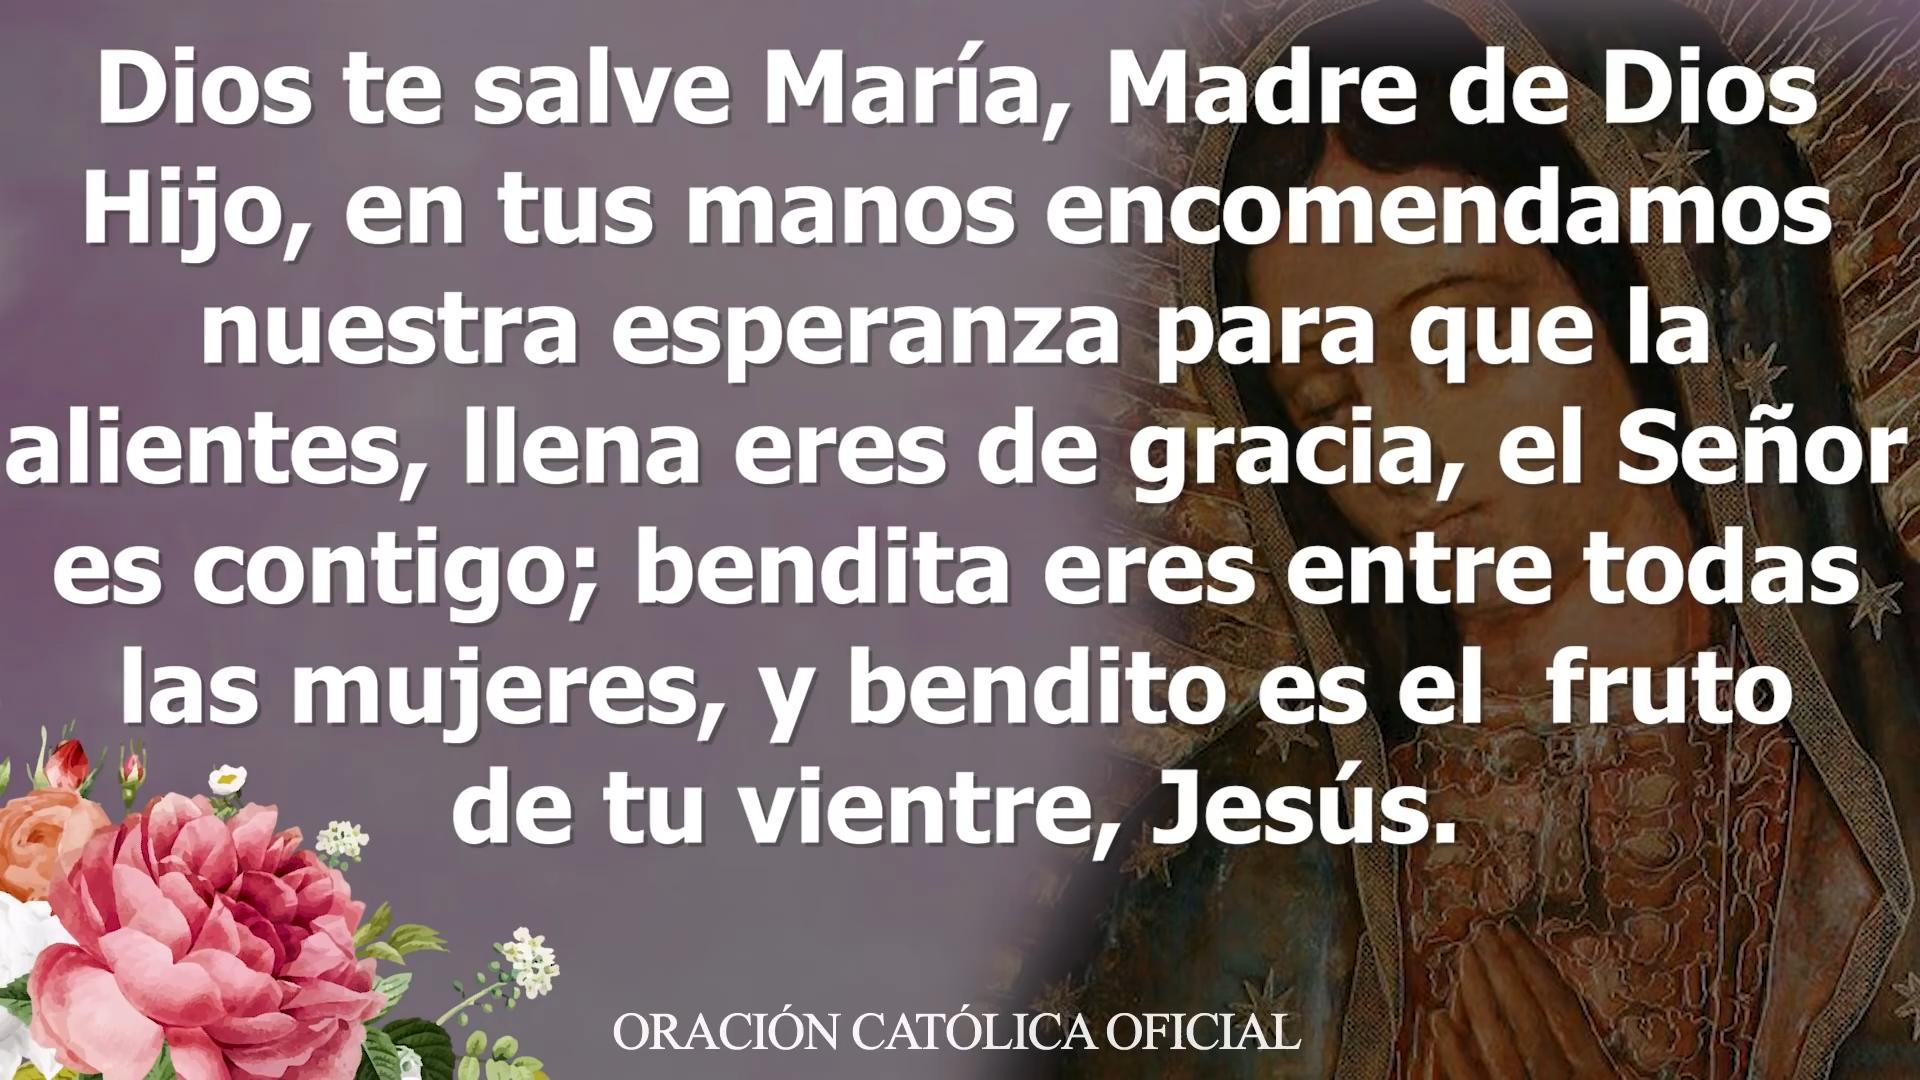 Dios te salve María, Madre de Dios
Hijo, en tus manos encomendamos
nuestra esperanza para que la
alientes, llena eres de gracia, el Señor
es contigo; bendita eres entre todas
las mujeres, y bendito es el  fruto
de tu vientre, Jesús.
ORACIÓN CATÓLICA OFICIAL